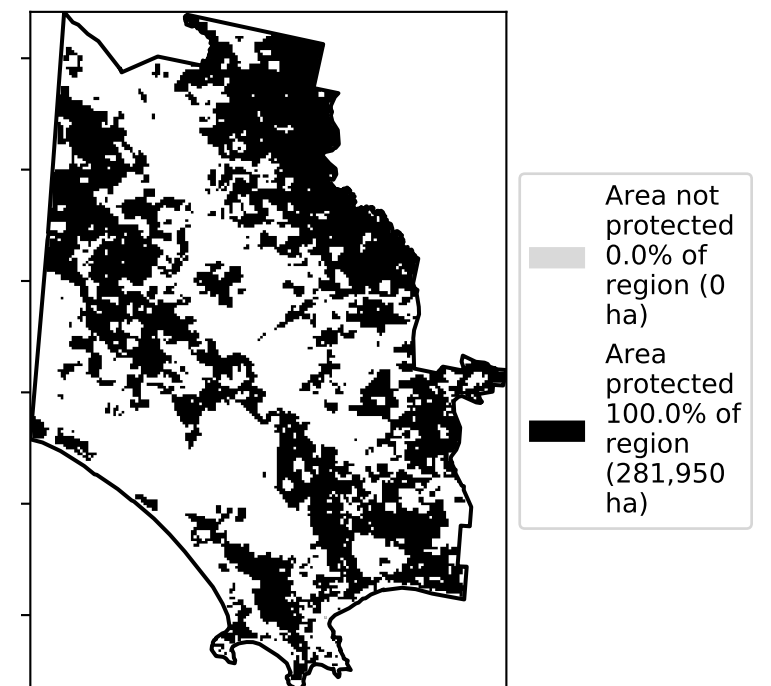 Area not
protected
0.0% of
region (0
ha)
Area
protected
100.0% of
region
(281,950
ha)